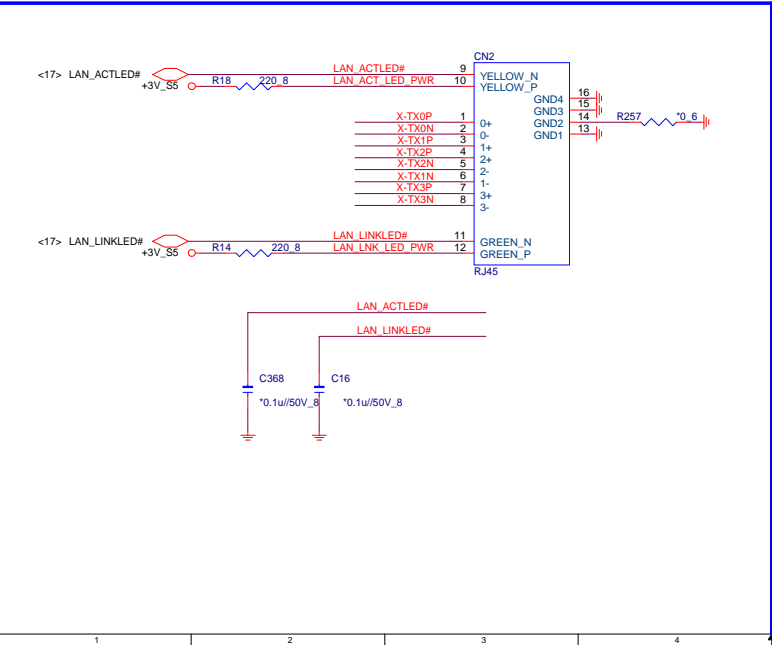 CN2
<17> LAN_ACTLED#
LAN_ACTLED# 9 YELLOW_N
+3V_S5 R18 220_8 LAN_ACT_LED_PWR 10 YELLOW_P
GND4 16
GND3 15
GND2 14 R257 *0_6
GND1 13
X-TX0P 1 0+
X-TX0N 2 0-
X-TX1P 3 1+
X-TX2P 4 2+
X-TX2N 5 2-
X-TX1N 6 1-
X-TX3P 7 3+
X-TX3N 8 3-
<17> LAN_LINKLED#
LAN_LINKLED# 11 GREEN_N
+3V_S5 R14 220_8 LAN_LNK_LED_PWR 12 GREEN_P
RJ45
LAN_ACTLED#
LAN_LINKLED#
C368 C16
*0.1u//50V_8 *0.1u//50V_8
1 2 3 4